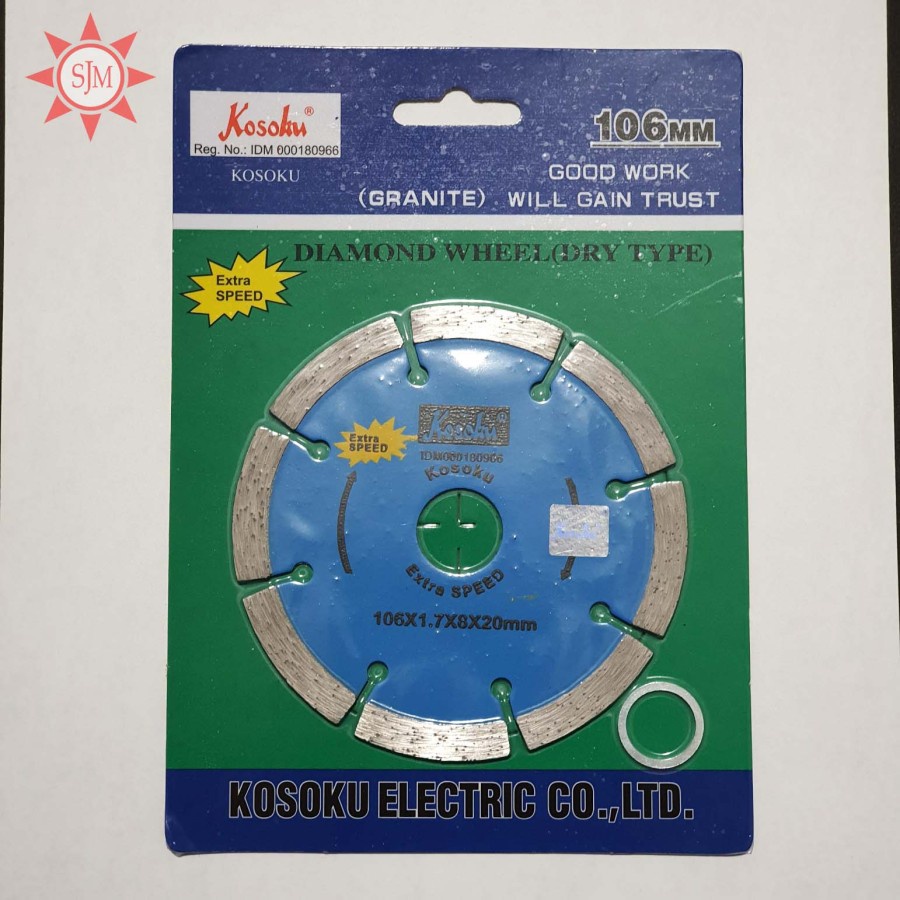 SJM
Kosoku®
Reg. No.: IDM 000180966
KOSOKU
106MM
GOOD WORK
(GRANITE) WILL GAIN TRUST
DIAMOND WHEEL(DRY TYPE)
Extra
SPEED
Kosoku®
Extra
SPEED
IDM000180966
Kosoku
Extra SPEED
106X1.7X8X20mm
KOSOKU ELECTRIC CO.,LTD.